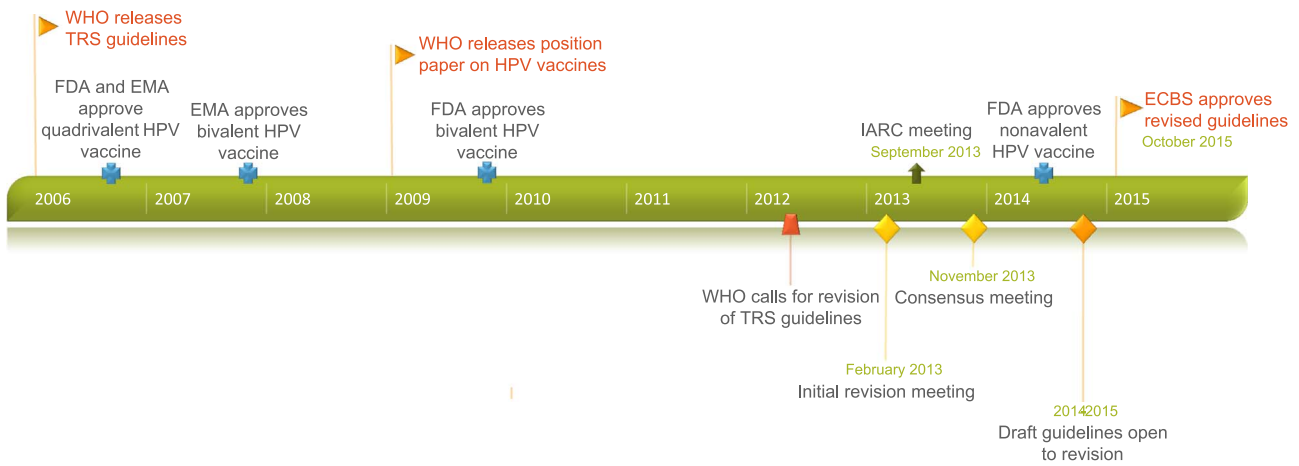 WHO releases
TRS guidelines
FDA and EMA
approve
quadrivalent HPV
vaccine
EMA approves
bivalent HPV
vaccine
WHO releases position
paper on HPV vaccines
FDA approves
bivalent HPV
vaccine
IARC meeting
September 2013
FDA approves
nonavalent
HPV vaccine
ECBS approves
revised guidelines
October 2015
2006
2007
2008
2009
2010
2011
2012
2013
2014
2015
WHO calls for revision
of TRS guidelines
November 2013
Consensus meeting
February 2013
Initial revision meeting
2014-2015
Draft guidelines open
to revision